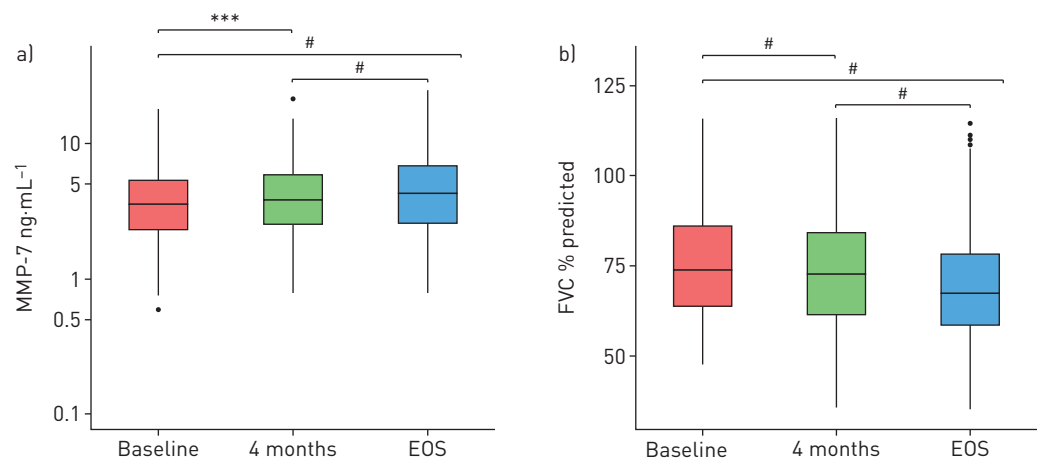 a)
***
#
#
MMP-7 ng·mL⁻¹
10
5
1
0.5
0.1
Baseline 4 months EOS
b)
#
#
#
FVC % predicted
125
100
75
50
Baseline 4 months EOS